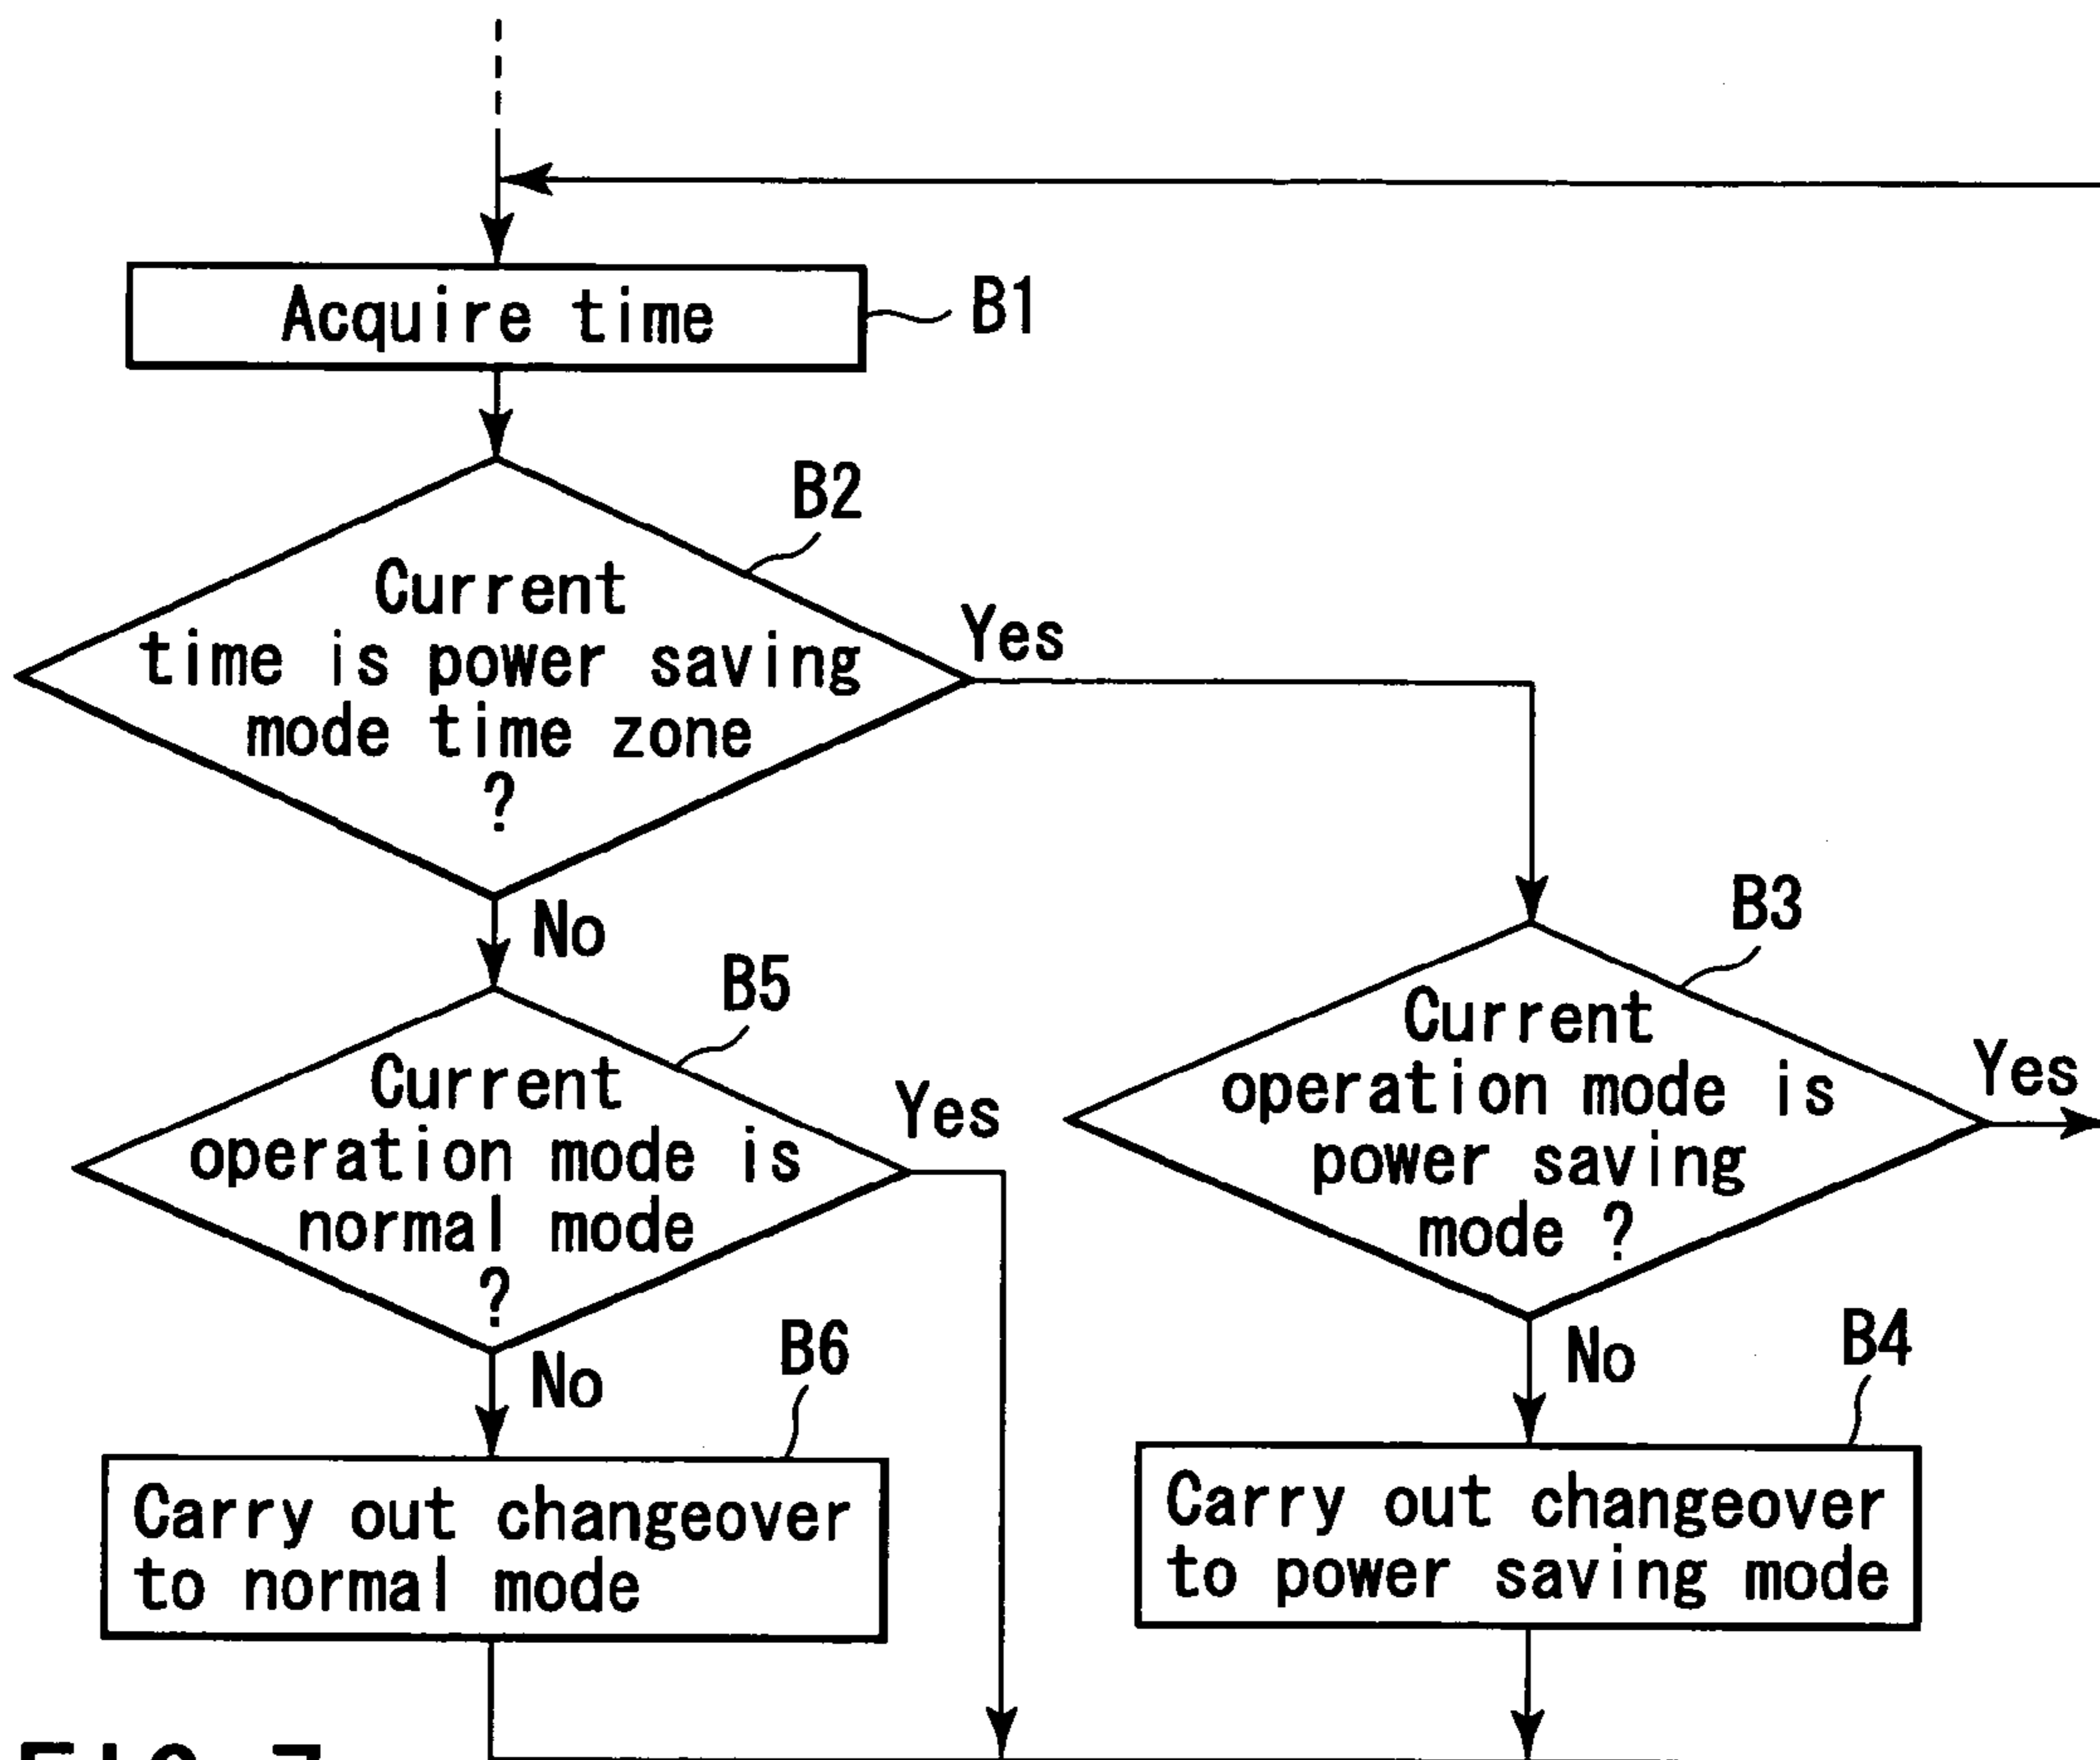 Acquire time
B1
B2
Current
time is power saving
mode time zone
?
Yes
No
B3
Current
operation mode is
power saving
mode ?
Yes
No
B5
Current
operation mode is
normal mode
?
Yes
No
B6
Carry out changeover
to normal mode
B4
Carry out changeover
to power saving mode